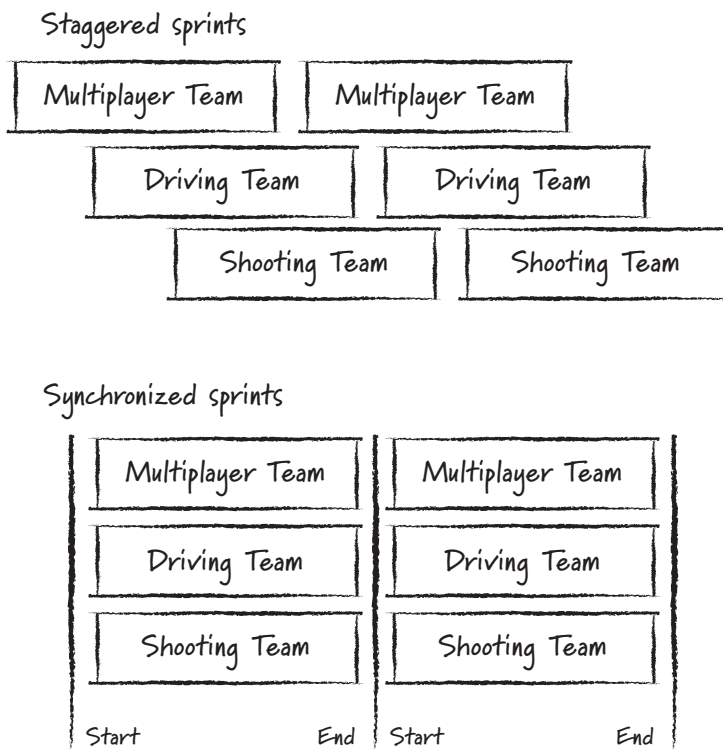 Staggered sprints
Multiplayer Team Multiplayer Team
Driving Team Driving Team
Shooting Team Shooting Team
Synchronized sprints
Multiplayer Team Multiplayer Team
Driving Team Driving Team
Shooting Team Shooting Team
Start End Start End